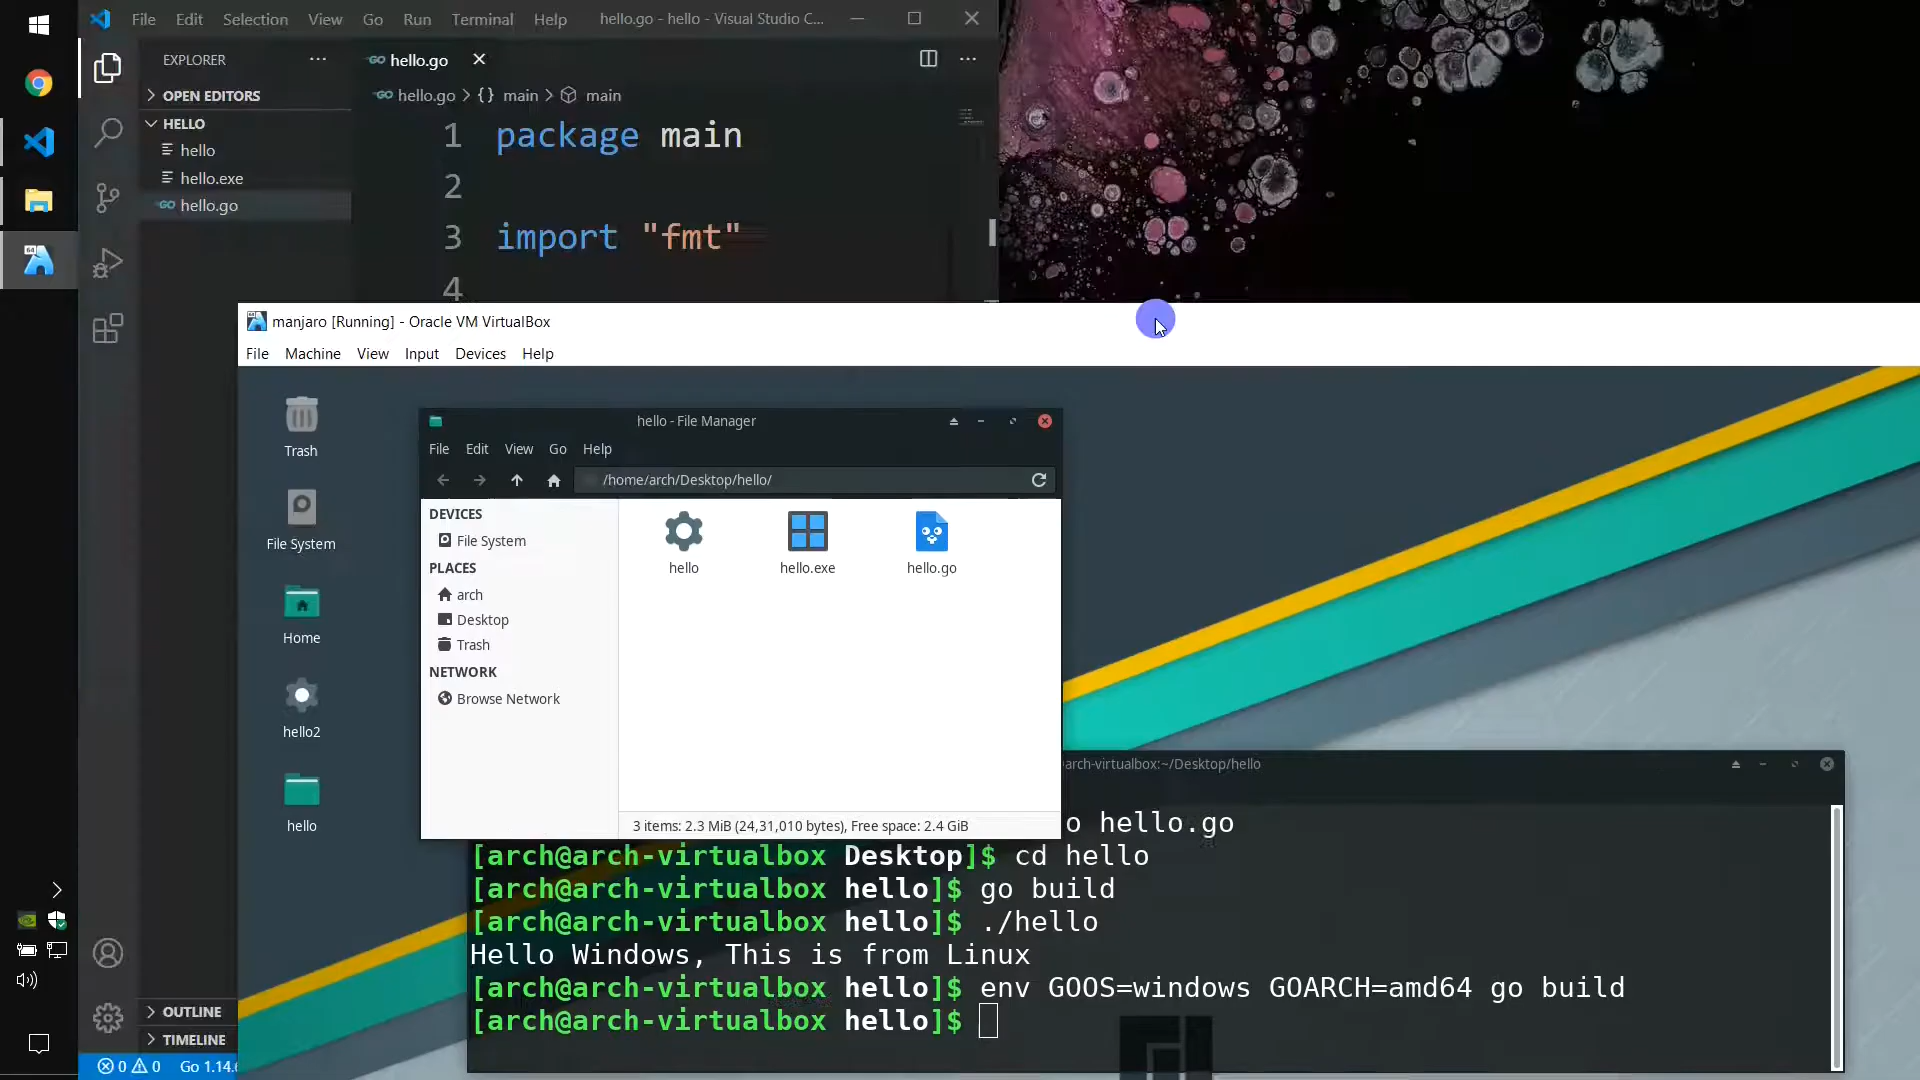 File Edit Selection View Go Run Terminal Help hello.go - hello - Visual Studio C...
EXPLORER
hello.go
OPEN EDITORS
hello.go > {} main > main
HELLO
hello
hello.exe
hello.go
1 package main
2
3 import "fmt"
4
manjaro [Running] - Oracle VM VirtualBox
File Machine View Input Devices Help
Trash
File System
Home
hello2
hello
hello - File Manager
File Edit View Go Help
/home/arch/Desktop/hello/
DEVICES
File System
PLACES
arch
Desktop
Trash
NETWORK
Browse Network
hello
hello.exe
hello.go
3 items: 2.3 MiB (24,31,010 bytes), Free space: 2.4 GiB
arch-virtualbox:~/Desktop/hello
o hello.go
[arch@arch-virtualbox Desktop]$ cd hello
[arch@arch-virtualbox hello]$ go build
[arch@arch-virtualbox hello]$ ./hello
Hello Windows, This is from Linux
[arch@arch-virtualbox hello]$ env GOOS=windows GOARCH=amd64 go build
[arch@arch-virtualbox hello]$
OUTLINE
TIMELINE
0 0 Go 1.14.6